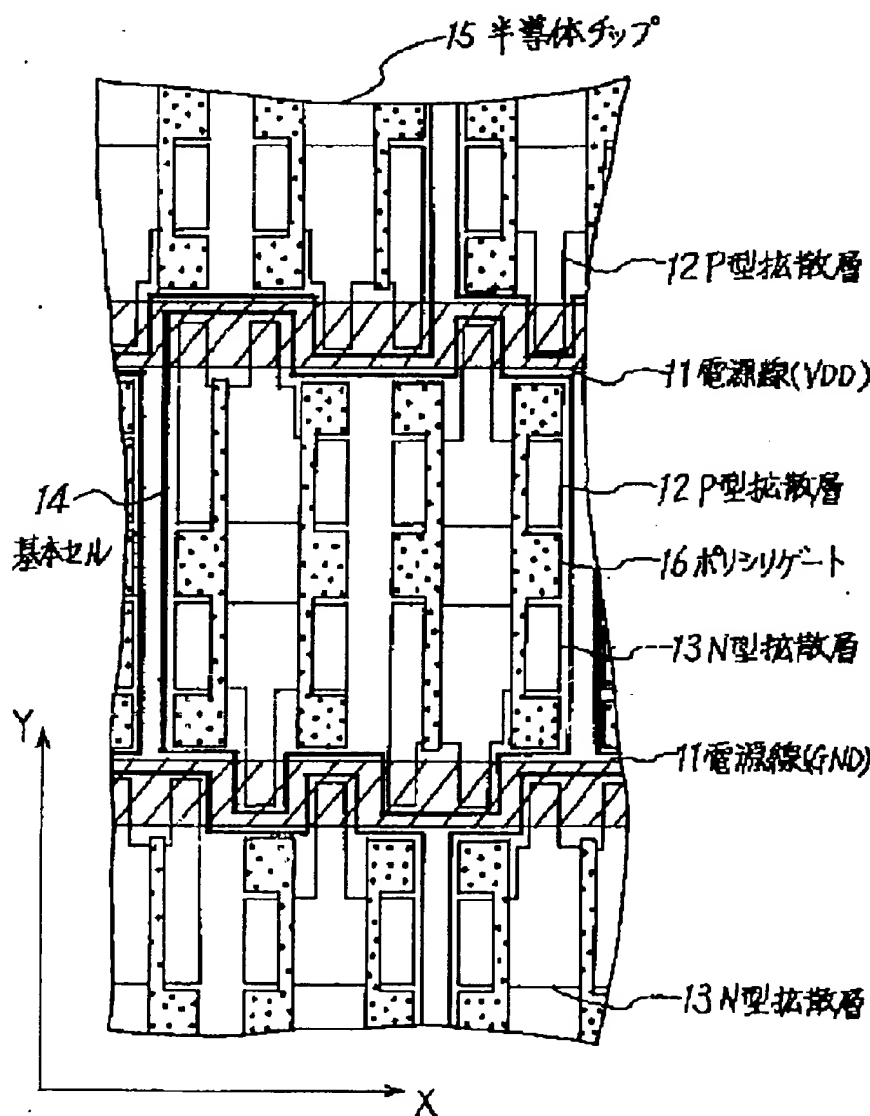 15 半導体チップ
12 P型拡散層
11 電源線(VDD)
12 P型拡散層
14
基本セル
16 ポリシリゲート
13 N型拡散層
Y
11 電源線(GND)
13 N型拡散層
X